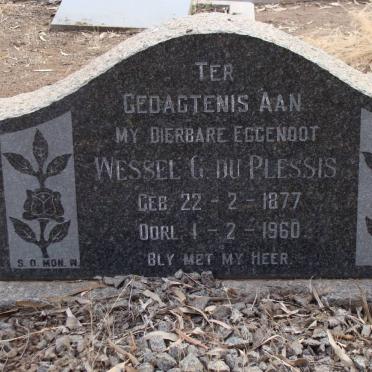 TER
GEDAGTENIS AAN
MY DIERBARE EGGENOOT
WESSEL G. DU PLESSIS
GEB. 22 - 2 - 1877
OORL. 1 - 2 - 1960.
BLY MET MY HEER.
S. O. MON. W.